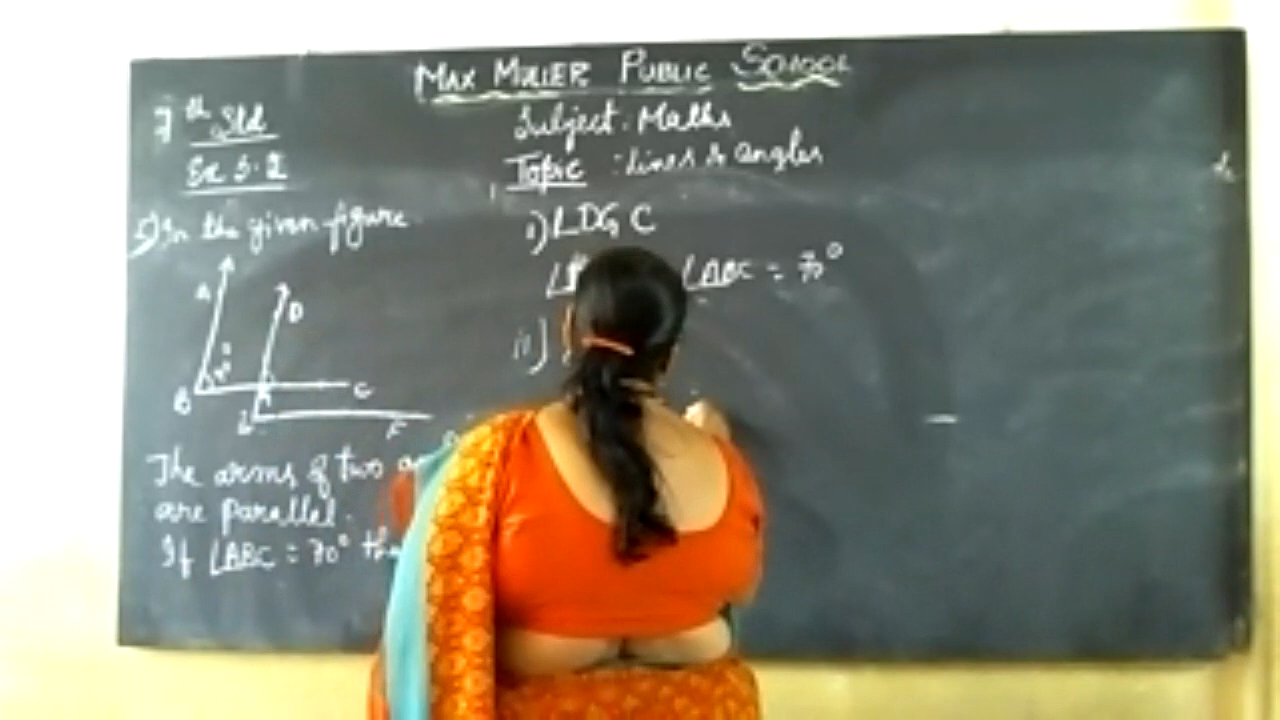 MAX MULLER PUBLIC SCHOOL
7th Std
Subject. Maths
Ex 5.2
Topic : Lines & angles
5) In the given figure
i) ∠DGC
∠ABC = 70°
ii)
A
D
B
C
E
F
The arms of two
are parallel.
If ∠ABC = 70°